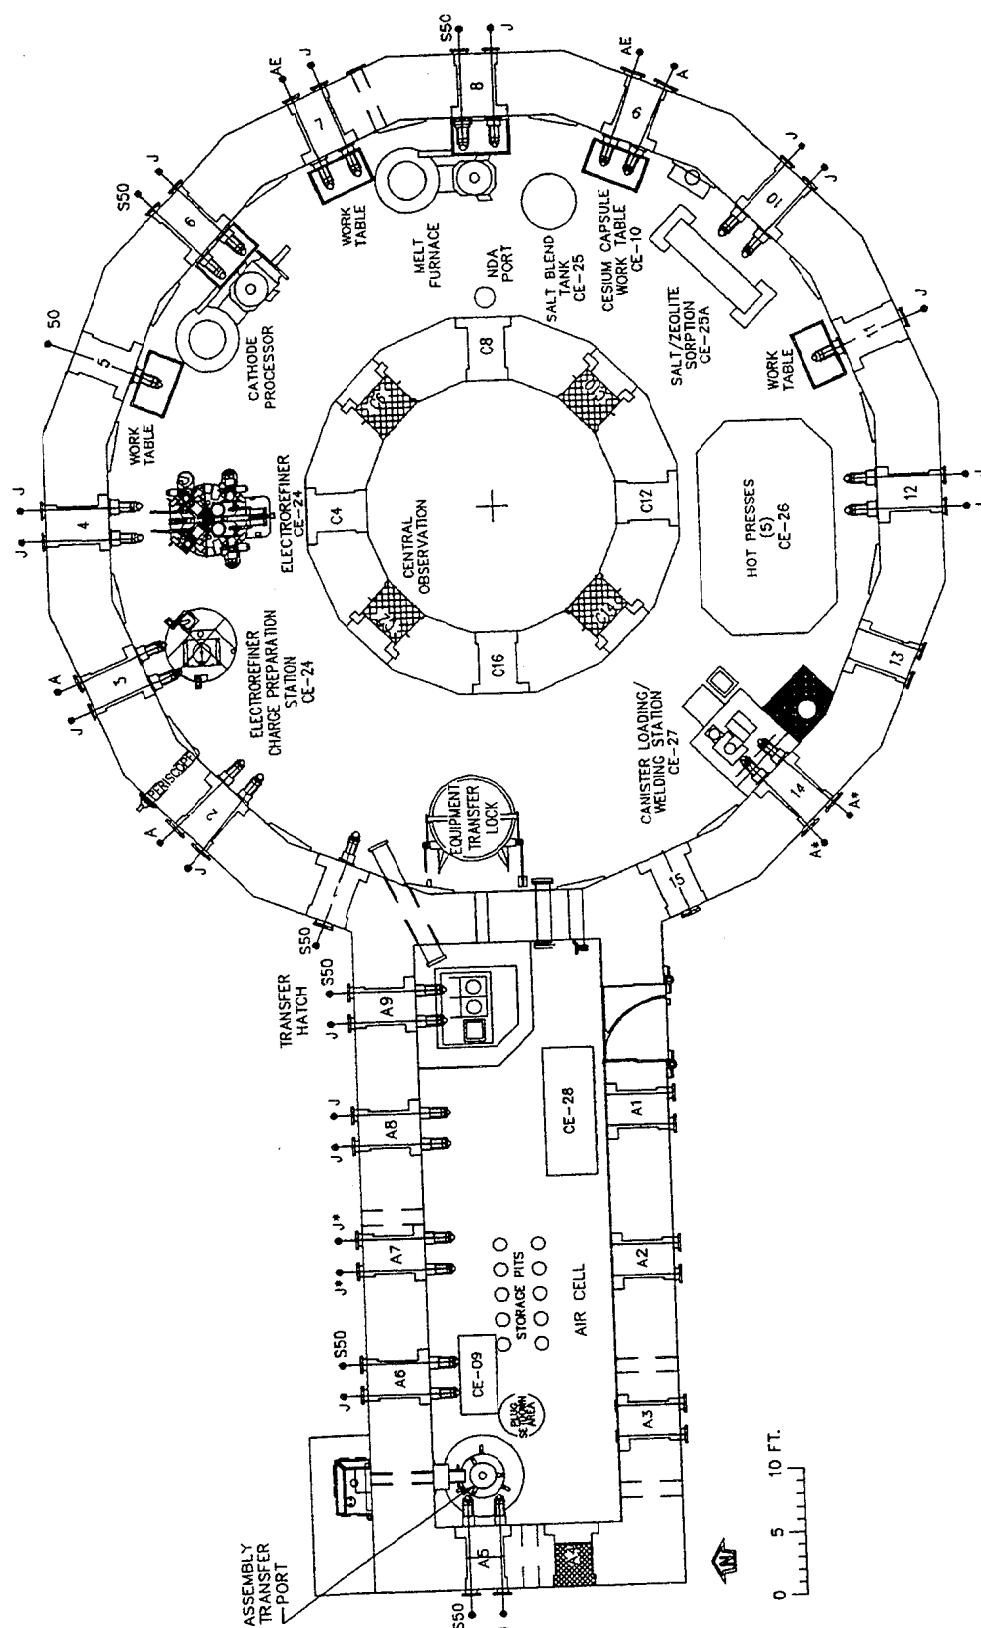 S50
J
8
AE
J
7
AE
A
6
S50
J
6
J
J
10
50
5
J
11
WORK
TABLE
MELT
FURNACE
NDA
PORT
SALT BLEND
TANK
CE-25
CESIUM CAPSULE
WORK TABLE
CE-10
SALT/ZEOLITE
SORPTION
CE-25A
WORK
TABLE
CATHODE
PROCESSOR
WORK
TABLE
C8
C6
C4
C12
C14
C16
CENTRAL
OBSERVATION
J
J
4
ELECTROREFINER
CE-24
HOT PRESSES
(5)
CE-26
12
J
J
A
J
3
ELECTROREFINER
CHARGE PREPARATION
STATION
CE-24
13
CANISTER LOADING/
WELDING STATION
CE-27
14
A*
A*
PERISCOPE
A
J
2
EQUIPMENT
TRANSFER
LOCK
15
S50
1
TRANSFER
HATCH
S50
J
A9
J
J
A8
CE-28
A1
J*
J*
A7
STORAGE PITS
AIR CELL
A2
S50
J
A6
CE-09
PLUG
SETDOWN
AREA
A3
ASSEMBLY
TRANSFER
PORT
A5
A4
S50
N
0 5 10 FT.